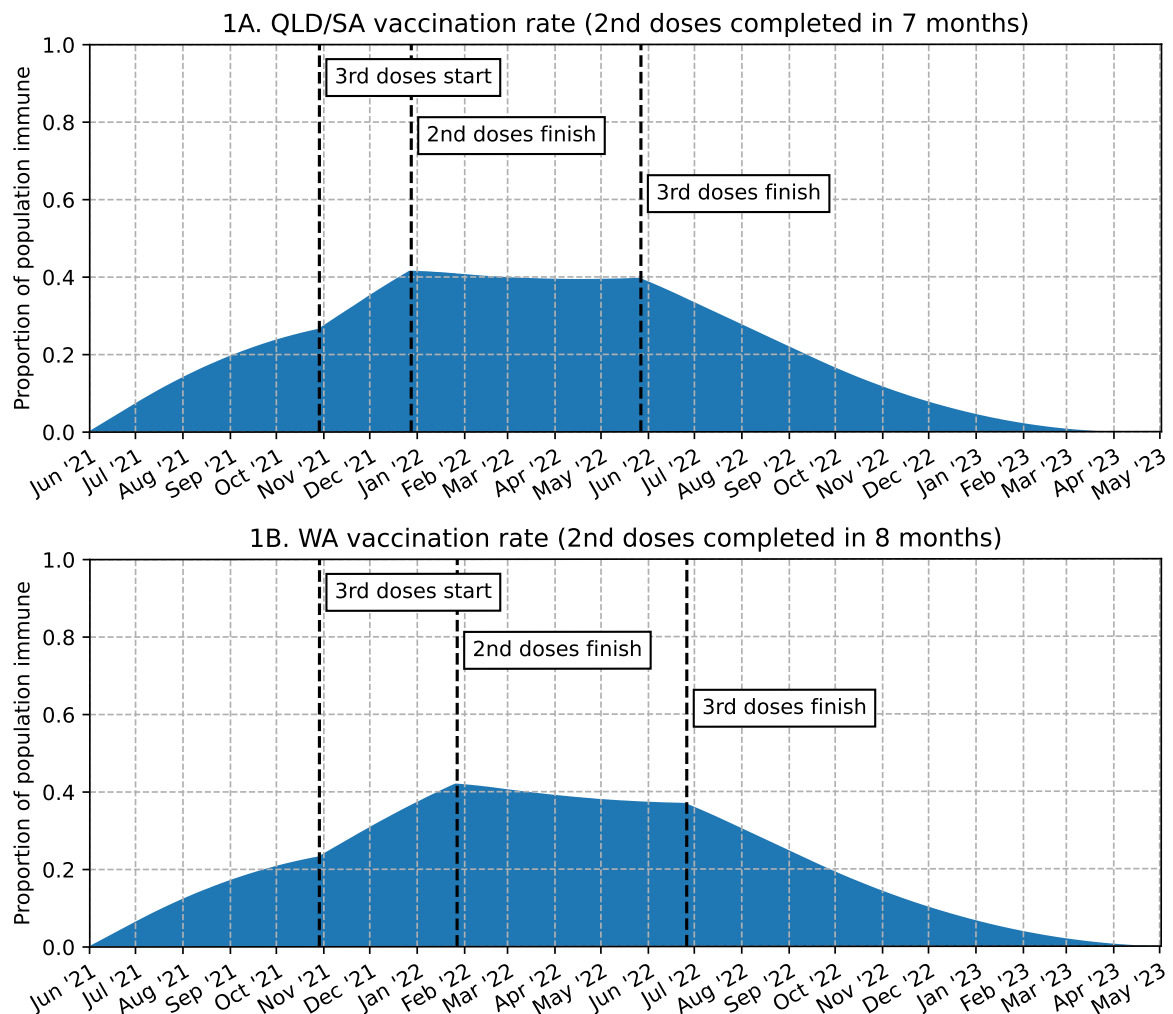 1A. QLD/SA vaccination rate (2nd doses completed in 7 months)
Proportion of population immune
1.0
0.8
0.6
0.4
0.2
0.0
3rd doses start
2nd doses finish
3rd doses finish
Jun '21
Jul '21
Aug '21
Sep '21
Oct '21
Nov '21
Dec '21
Jan '22
Feb '22
Mar '22
Apr '22
May '22
Jun '22
Jul '22
Aug '22
Sep '22
Oct '22
Nov '22
Dec '22
Jan '23
Feb '23
Mar '23
Apr '23
May '23
1B. WA vaccination rate (2nd doses completed in 8 months)
Proportion of population immune
1.0
0.8
0.6
0.4
0.2
0.0
3rd doses start
2nd doses finish
3rd doses finish
Jun '21
Jul '21
Aug '21
Sep '21
Oct '21
Nov '21
Dec '21
Jan '22
Feb '22
Mar '22
Apr '22
May '22
Jun '22
Jul '22
Aug '22
Sep '22
Oct '22
Nov '22
Dec '22
Jan '23
Feb '23
Mar '23
Apr '23
May '23